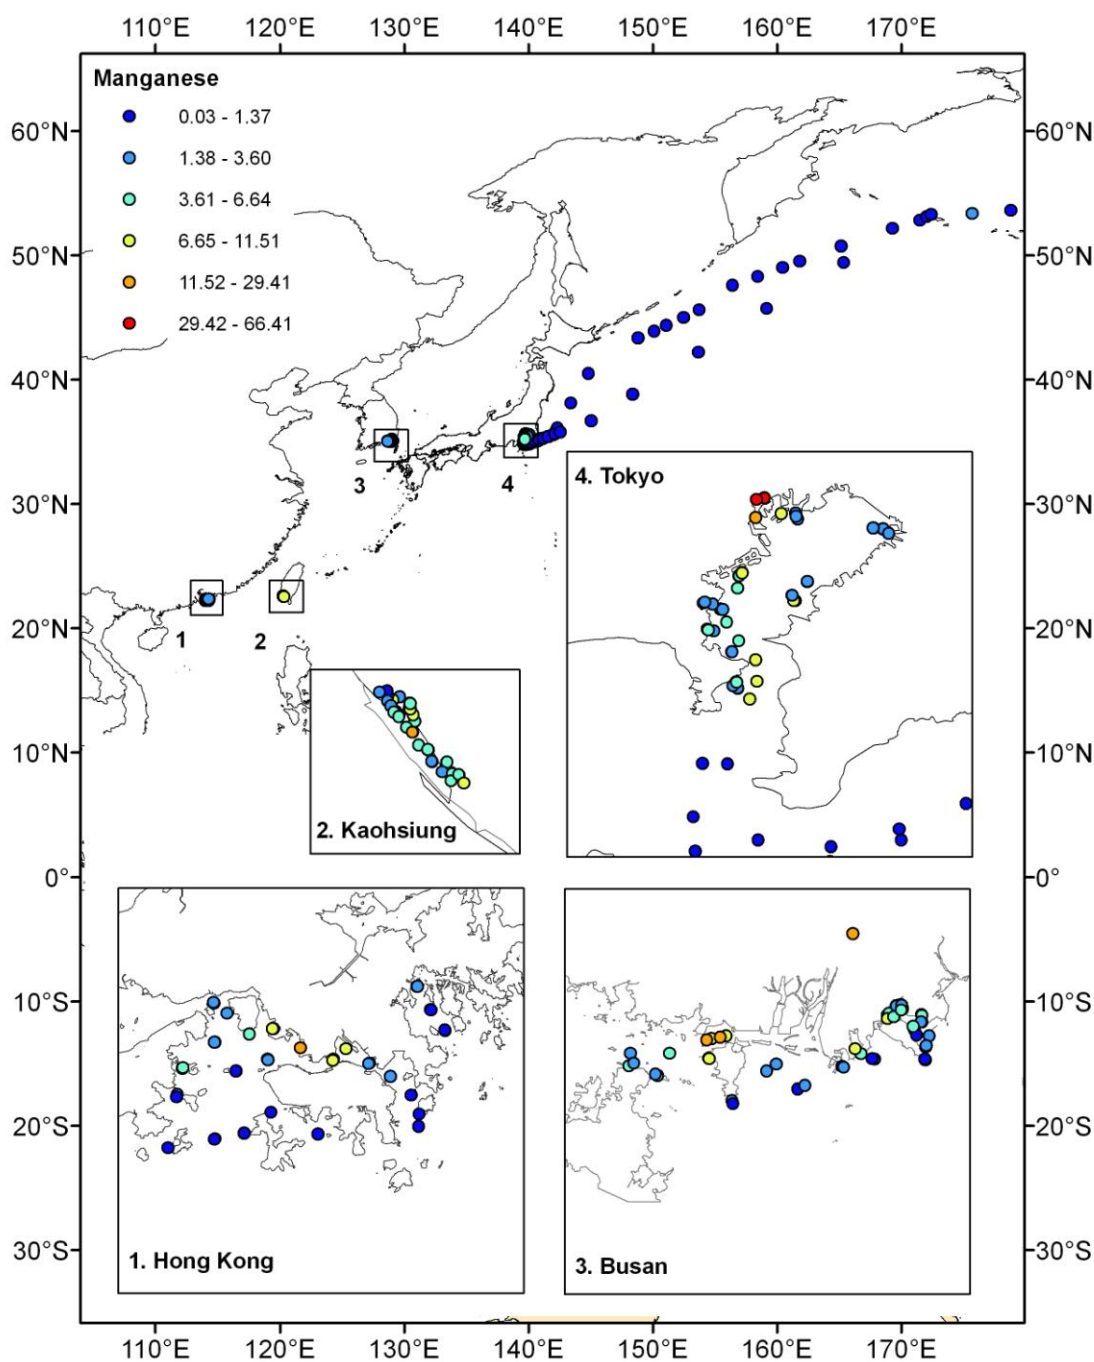 110°E 120°E 130°E 140°E 150°E 160°E 170°E
Manganese
0.03 - 1.37
1.38 - 3.60
3.61 - 6.64
6.65 - 11.51
11.52 - 29.41
29.42 - 66.41
60°N 60°N
50°N 50°N
40°N 40°N
3 4
4. Tokyo
30°N 30°N
1 2
20°N 20°N
10°N 10°N
2. Kaohsiung
0° 0°
10°S 10°S
20°S 20°S
30°S 30°S
1. Hong Kong
3. Busan
110°E 120°E 130°E 140°E 150°E 160°E 170°E